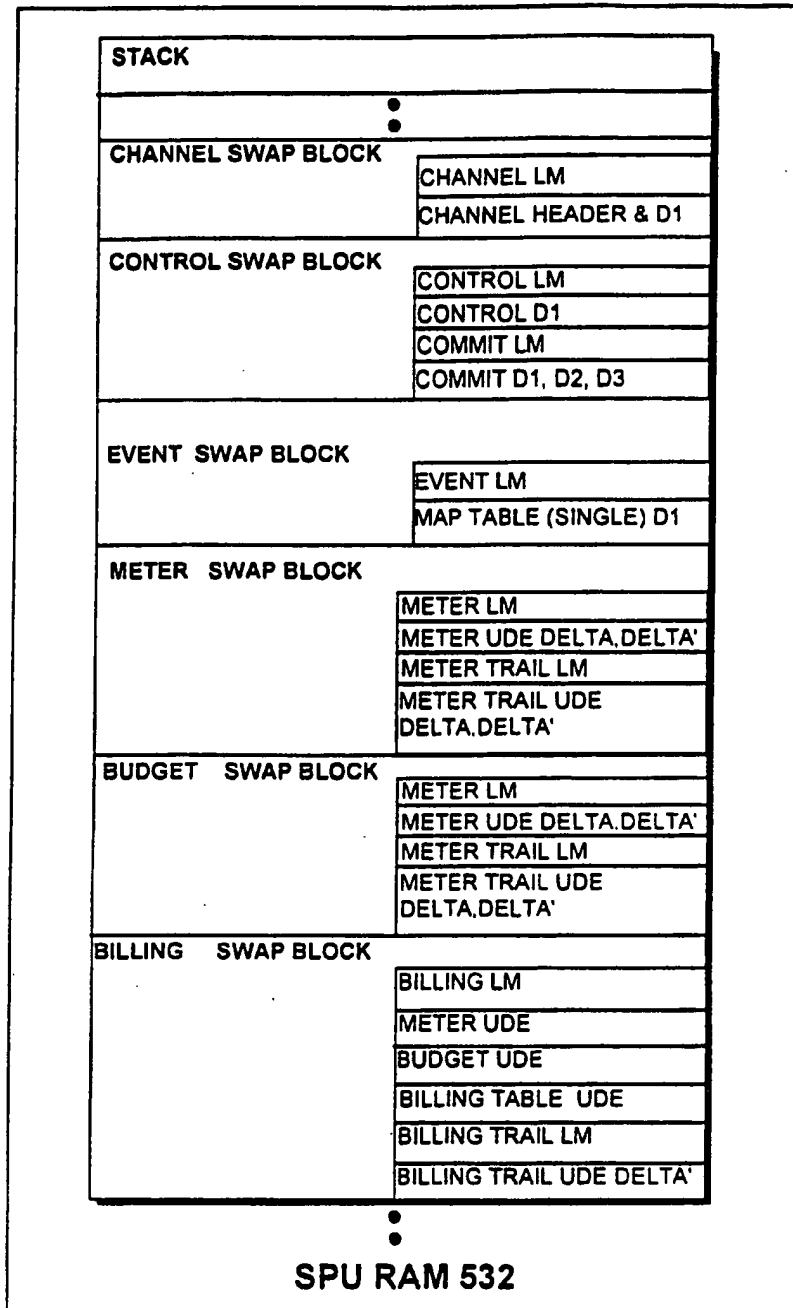 STACK
CHANNEL SWAP BLOCK
CHANNEL LM
CHANNEL HEADER & D1
CONTROL SWAP BLOCK
CONTROL LM
CONTROL D1
COMMIT LM
COMMIT D1, D2, D3
EVENT SWAP BLOCK
EVENT LM
MAP TABLE (SINGLE) D1
METER SWAP BLOCK
METER LM
METER UDE DELTA,DELTA'
METER TRAIL LM
METER TRAIL UDE
DELTA,DELTA'
BUDGET SWAP BLOCK
METER LM
METER UDE DELTA.DELTA'
METER TRAIL LM
METER TRAIL UDE
DELTA,DELTA'
BILLING SWAP BLOCK
BILLING LM
METER UDE
BUDGET UDE
BILLING TABLE UDE
BILLING TRAIL LM
BILLING TRAIL UDE DELTA'
SPU RAM 532